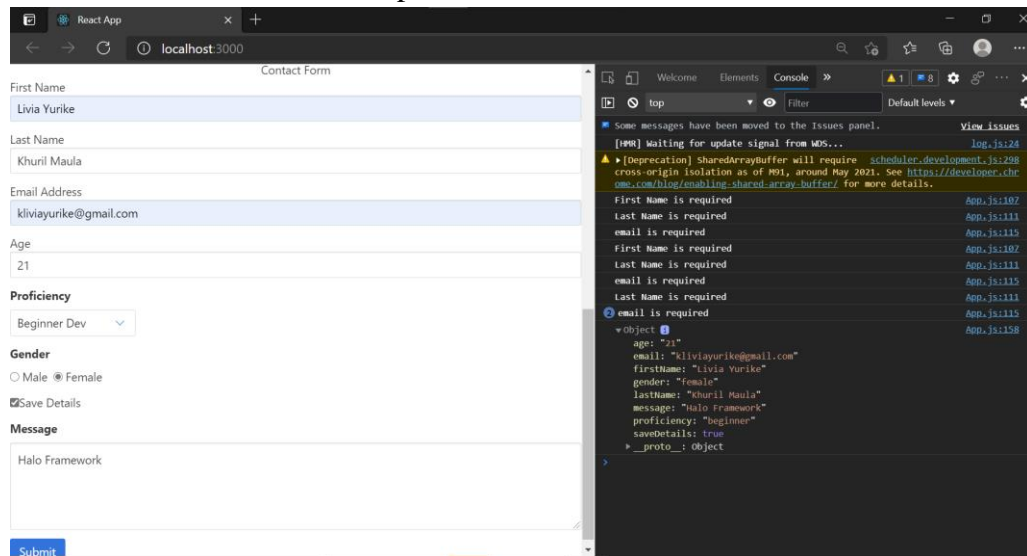 React App
localhost:3000
Contact Form
First Name
Livia Yurike
Last Name
Khuril Maula
Email Address
kliviayurike@gmail.com
Age
21
Proficiency
Beginner Dev
Gender
Male Female
Save Details
Message
Halo Framework
Submit
Welcome Elements Console » 1 8
top Filter Default levels ▼
Some messages have been moved to the Issues panel. View issues
[HMR] Waiting for update signal from WDS... log.js:24
▶[Deprecation] SharedArrayBuffer will require scheduler.development.js:298
cross-origin isolation as of M91, around May 2021. See https://developer.chr
ome.com/blog/enabling-shared-array-buffer/ for more details.
First Name is required App.js:107
Last Name is required App.js:111
email is required App.js:115
First Name is required App.js:107
Last Name is required App.js:111
email is required App.js:115
Last Name is required App.js:111
2 email is required App.js:115
▼Object App.js:158
age: "21"
email: "kliviayurike@gmail.com"
firstName: "Livia Yurike"
gender: "female"
lastName: "Khuril Maula"
message: "Halo Framework"
proficiency: "beginner"
saveDetails: true
▶__proto__: Object